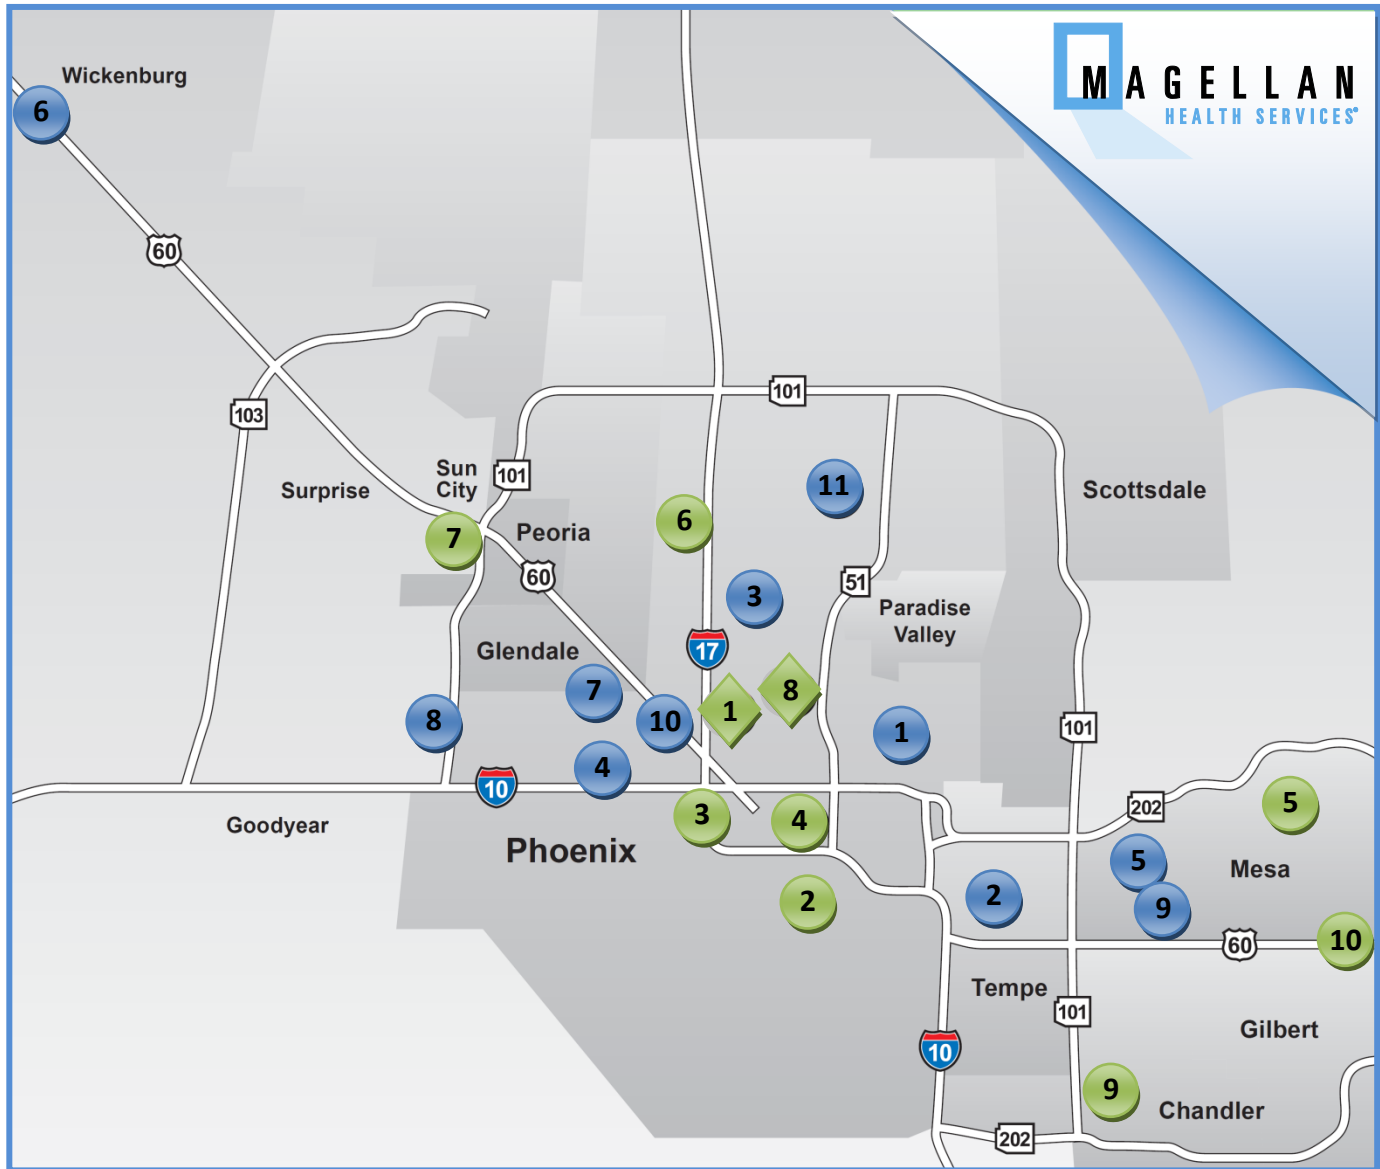 MAGELLAN
HEALTH SERVICES®
Wickenburg
6
60
101
103
Sun
City
101
Surprise
11
Scottsdale
6
Peoria
7
60
51
3
Paradise
Valley
17
Glendale
7
8
1
8
10
1
101
4
10
5
202
3
4
Goodyear
Phoenix
5
Mesa
2
2
9
10
60
Tempe
101
Gilbert
10
9
Chandler
202